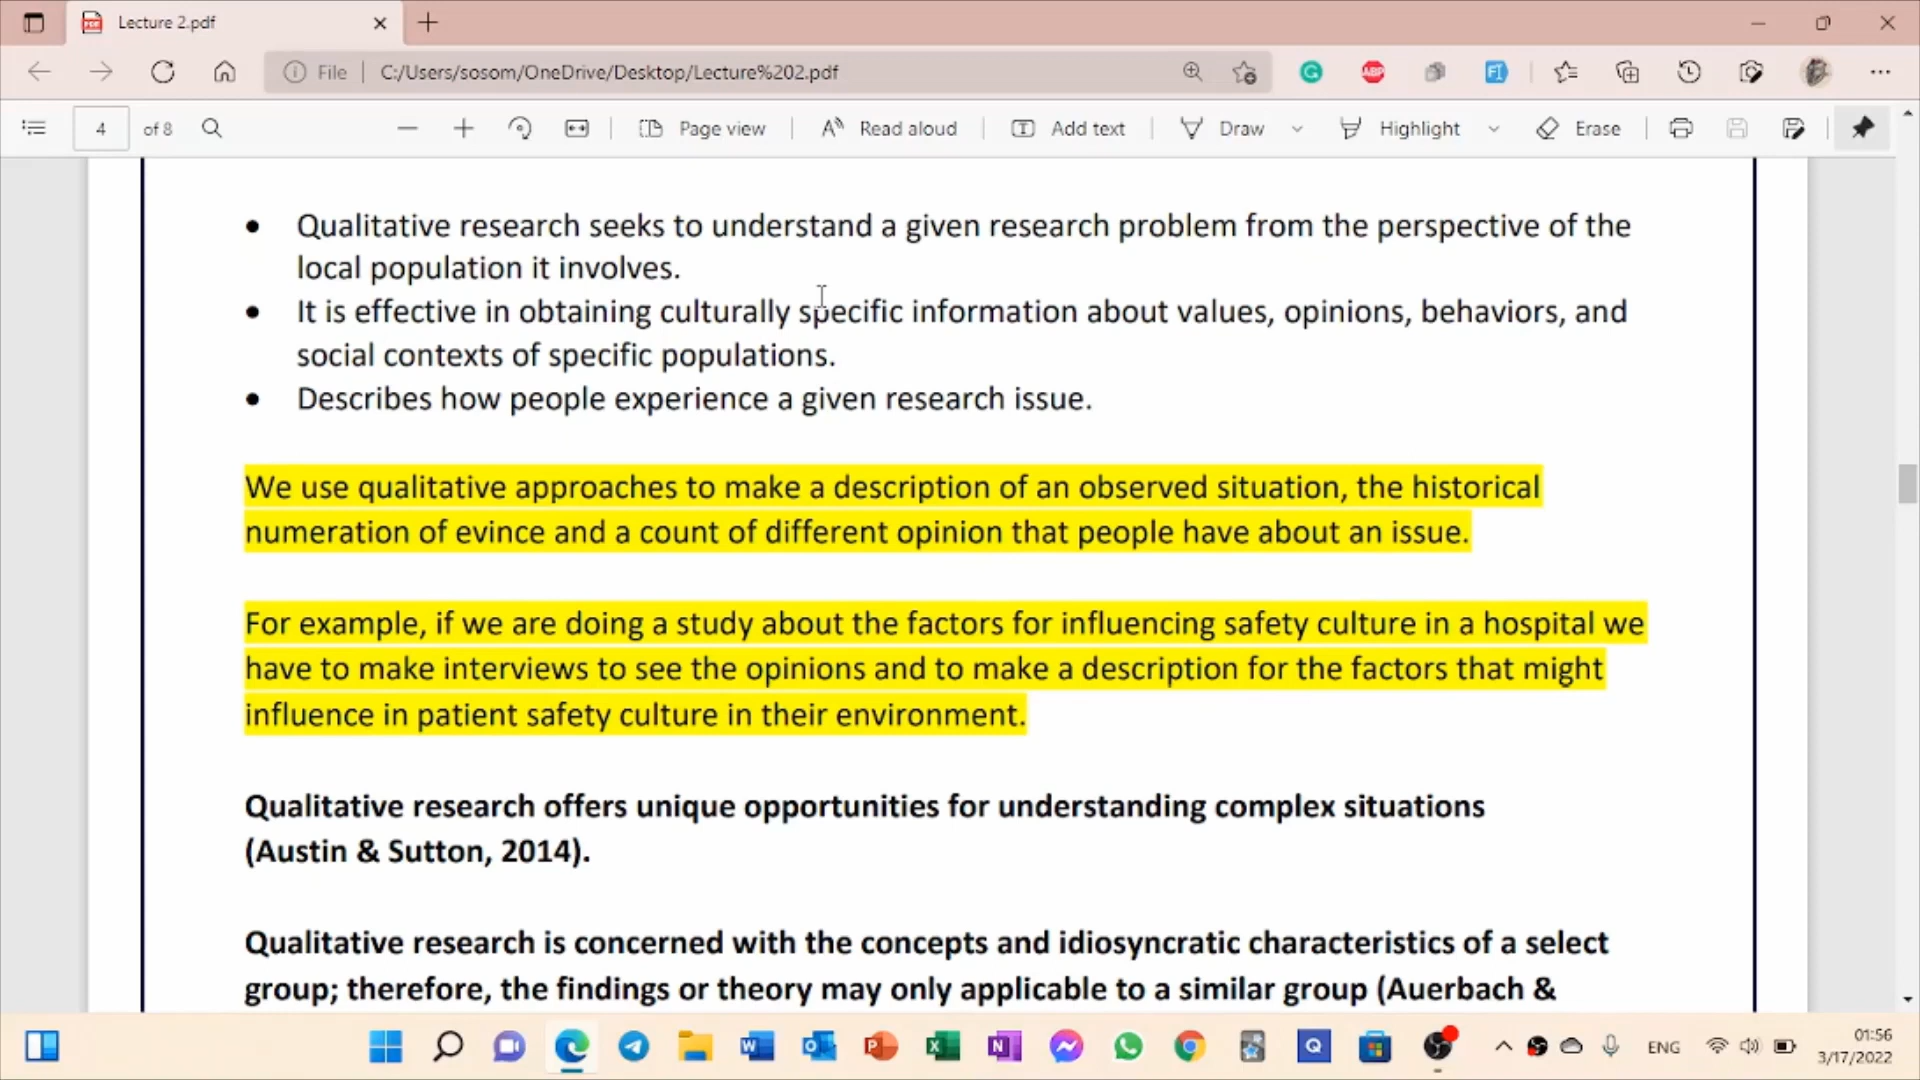 Lecture 2.pdf
File
C:/Users/sosom/OneDrive/Desktop/Lecture%202.pdf
ABP
4 of 8
Page view
Read aloud
Add text
Draw
Highlight
Erase
• Qualitative research seeks to understand a given research problem from the perspective of the
local population it involves.
• It is effective in obtaining culturally specific information about values, opinions, behaviors, and
social contexts of specific populations.
• Describes how people experience a given research issue.
We use qualitative approaches to make a description of an observed situation, the historical
numeration of evince and a count of different opinion that people have about an issue.
For example, if we are doing a study about the factors for influencing safety culture in a hospital we
have to make interviews to see the opinions and to make a description for the factors that might
influence in patient safety culture in their environment.
Qualitative research offers unique opportunities for understanding complex situations
(Austin & Sutton, 2014).
Qualitative research is concerned with the concepts and idiosyncratic characteristics of a select
group; therefore, the findings or theory may only applicable to a similar group (Auerbach &
ENG
01:56
3/17/2022